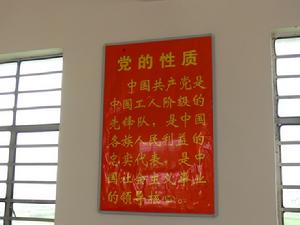 党的性质
中国共产党是
中国工人阶级的
先锋队，是中国
各族人民利益的
忠实代表，是中
国社会主义事业
的领导核心。